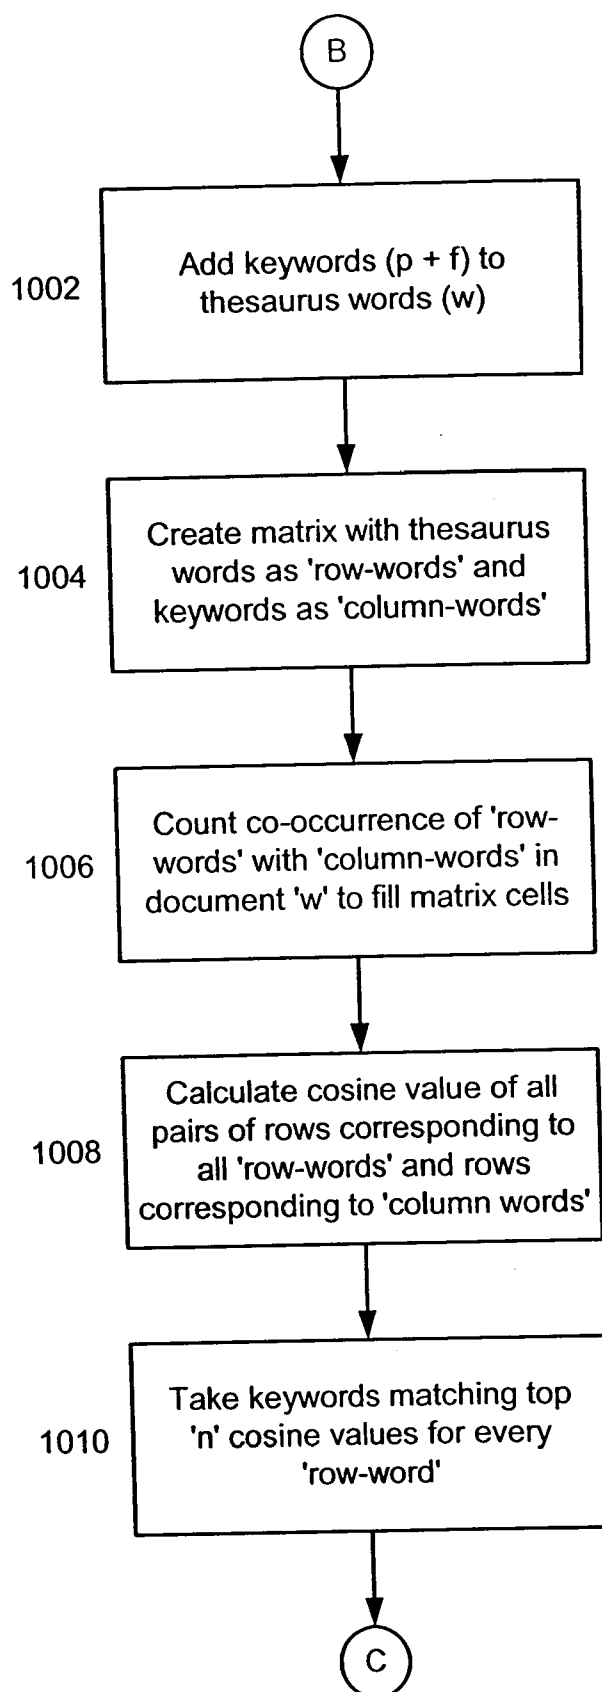 B
1002
Add keywords (p + f) to
thesaurus words (w)
1004
Create matrix with thesaurus
words as 'row-words' and
keywords as 'column-words'
1006
Count co-occurrence of 'row-
words' with 'column-words' in
document 'w' to fill matrix cells
1008
Calculate cosine value of all
pairs of rows corresponding to
all 'row-words' and rows
corresponding to 'column words'
1010
Take keywords matching top
'n' cosine values for every
'row-word'
C